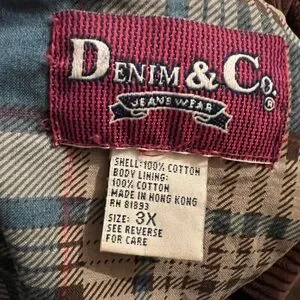 DENIM & Co.®
JEANSWEAR
SHELL: 100% COTTON
BODY LINING:
100% COTTON
MADE IN HONG KONG
RN 81893
SIZE: 3X
SEE REVERSE
FOR CARE